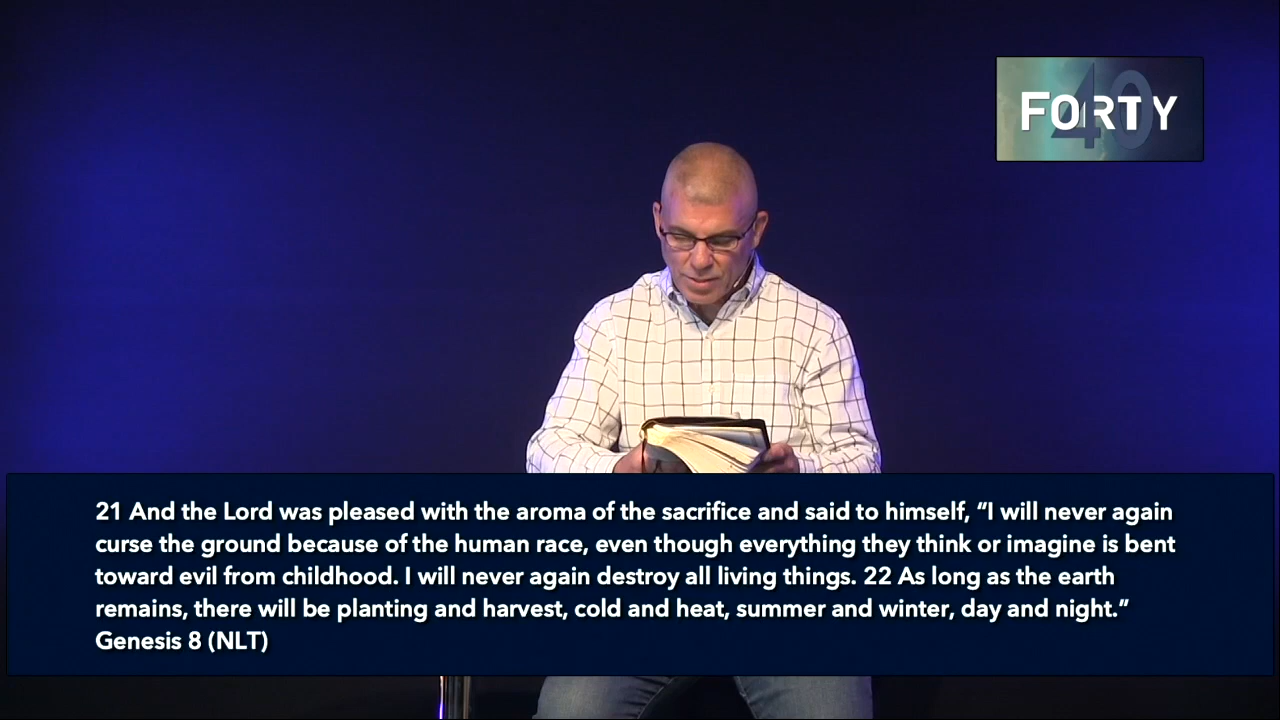 FORTY
40
21 And the Lord was pleased with the aroma of the sacrifice and said to himself, “I will never again
curse the ground because of the human race, even though everything they think or imagine is bent
toward evil from childhood. I will never again destroy all living things. 22 As long as the earth
remains, there will be planting and harvest, cold and heat, summer and winter, day and night.”
Genesis 8 (NLT)